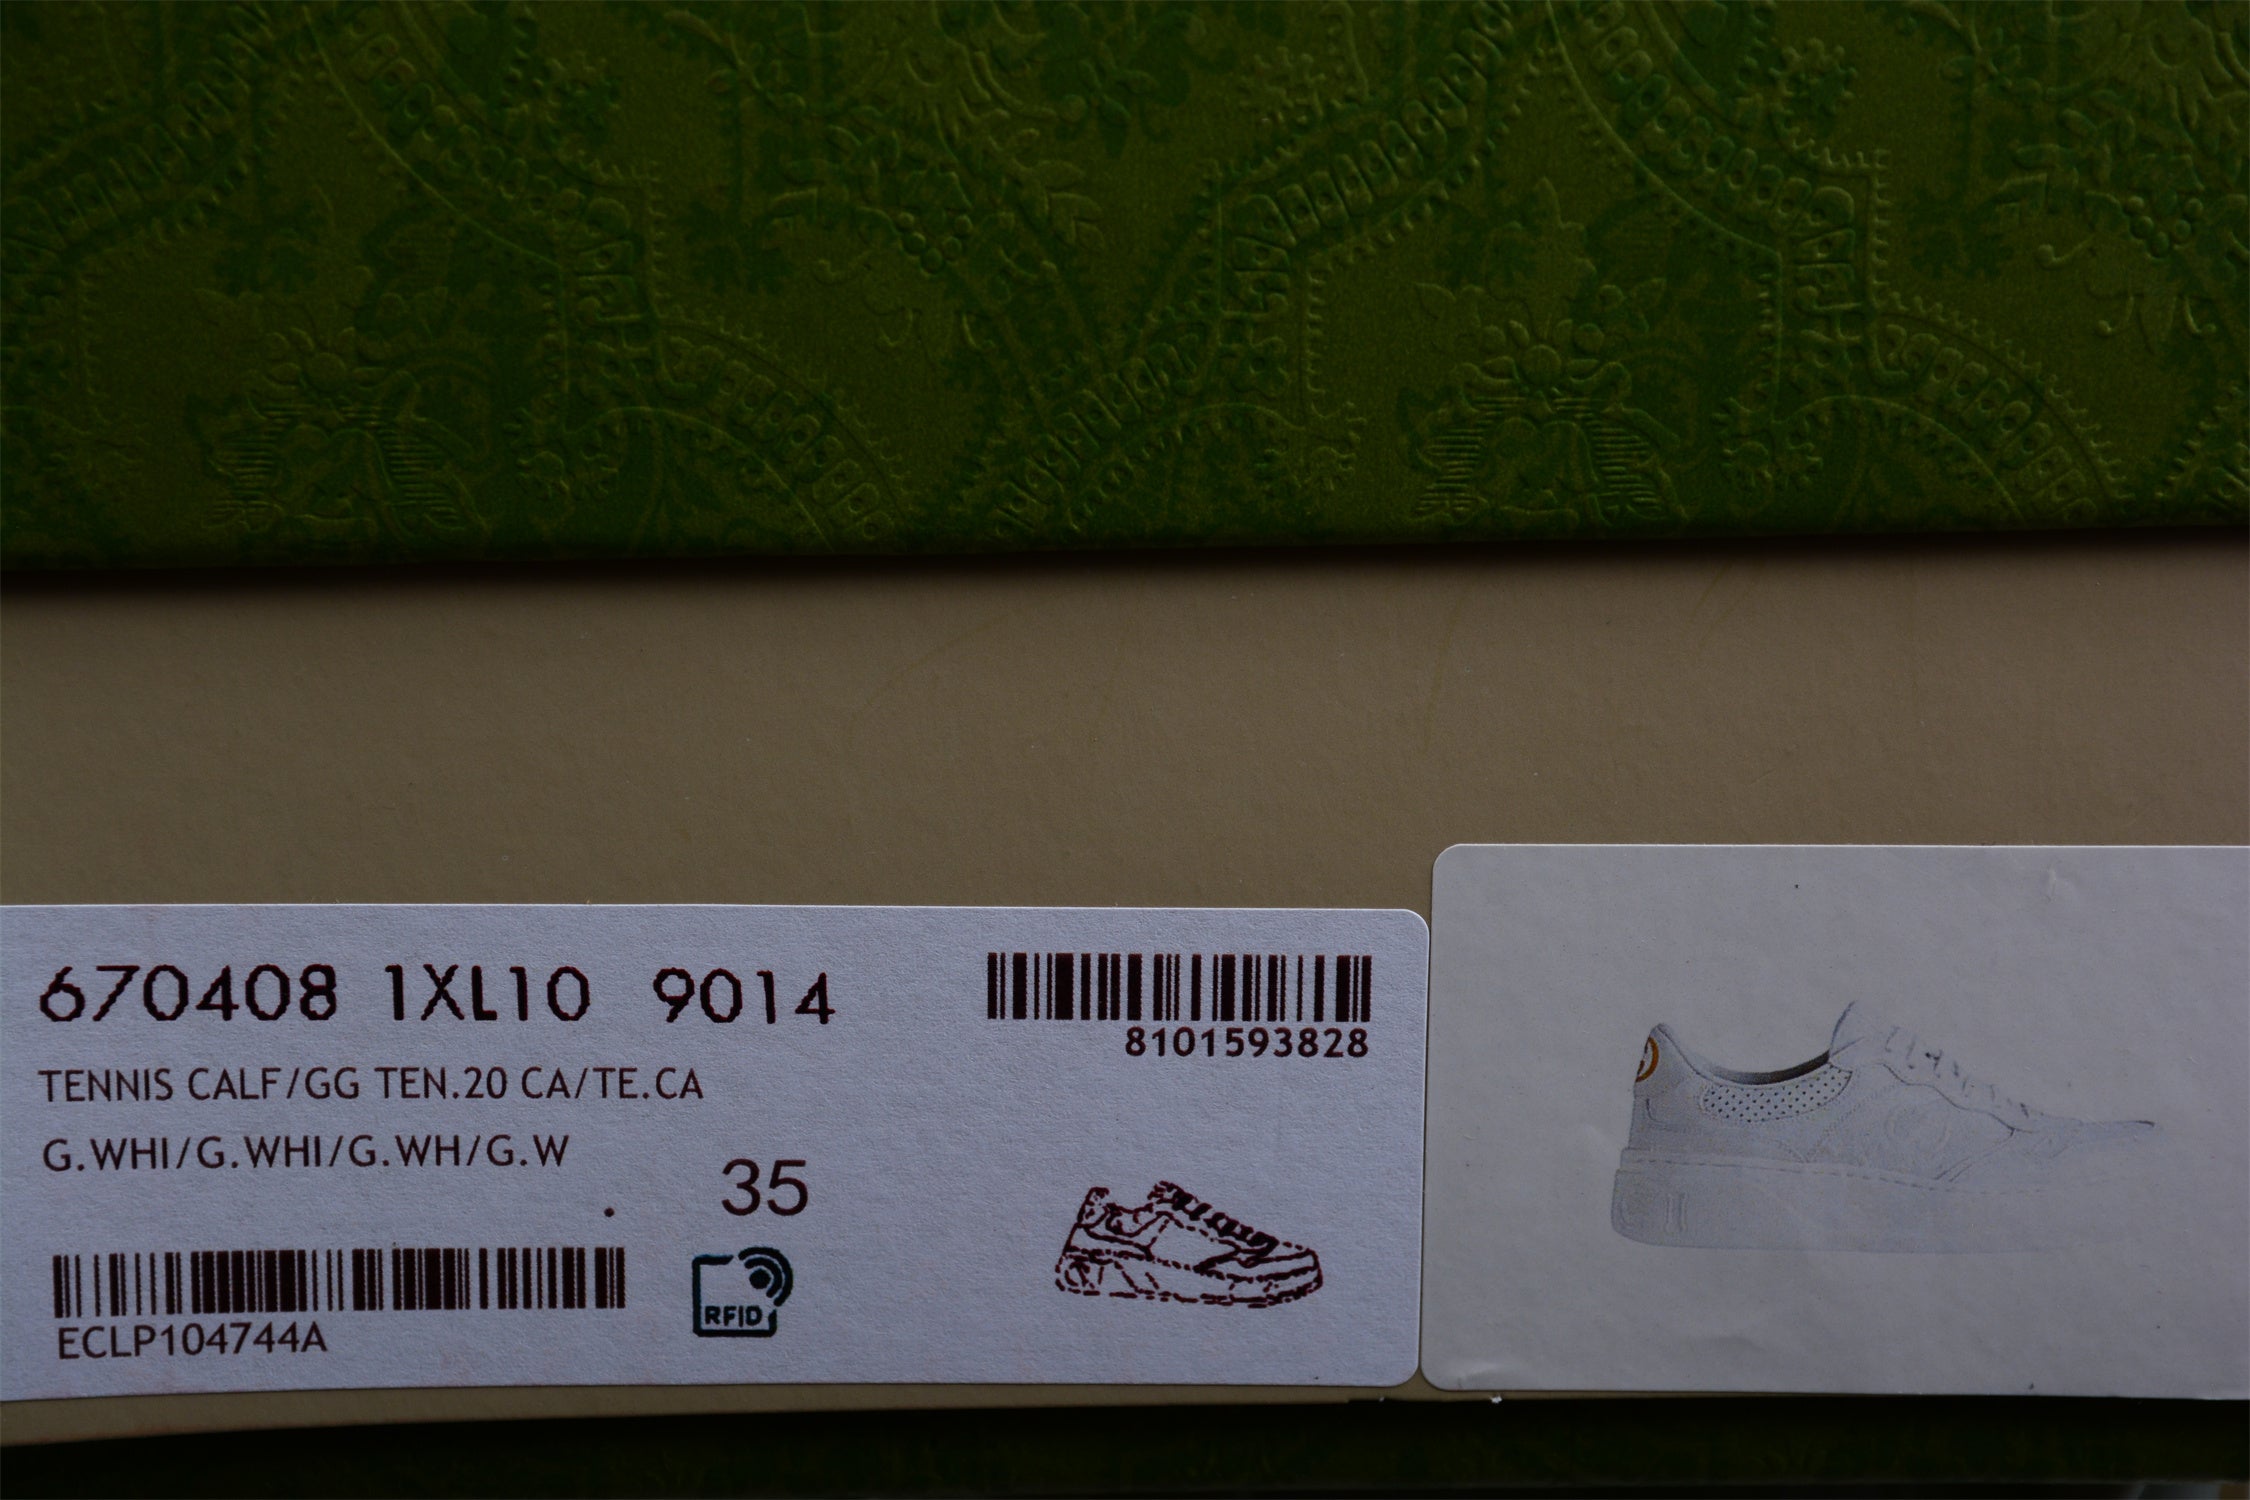 670408 1XL10 9014
8101593828
TENNIS CALF/GG TEN.20 CA/TE.CA
G.WHI/G.WHI/G.WH/G.W
. 35
RFID
ECLP104744A